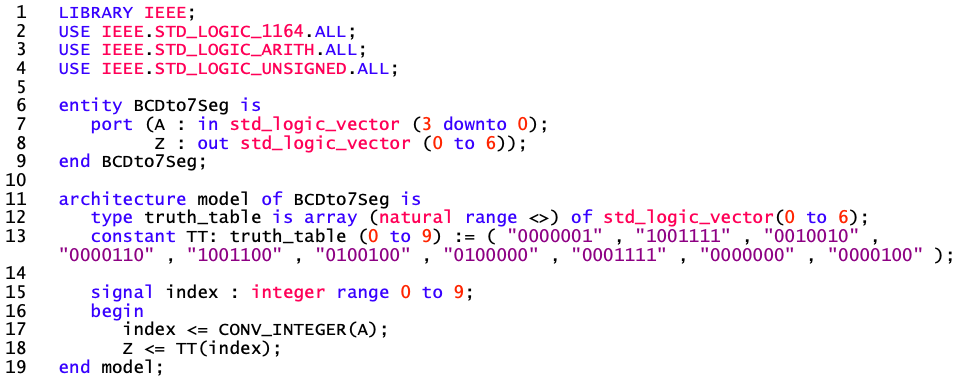 1 LIBRARY IEEE;
2 USE IEEE.STD_LOGIC_1164.ALL;
3 USE IEEE.STD_LOGIC_ARITH.ALL;
4 USE IEEE.STD_LOGIC_UNSIGNED.ALL;
5
6 entity BCDto7Seg is
7 port (A : in std_logic_vector (3 downto 0);
8 Z : out std_logic_vector (0 to 6));
9 end BCDto7Seg;
10
11 architecture model of BCDto7Seg is
12 type truth_table is array (natural range <>) of std_logic_vector(0 to 6);
13 constant TT: truth_table (0 to 9) := ( "0000001" , "1001111" , "0010010" ,
"0000110" , "1001100" , "0100100" , "0100000" , "0001111" , "0000000" , "0000100" );
14
15 signal index : integer range 0 to 9;
16 begin
17 index <= CONV_INTEGER(A);
18 Z <= TT(index);
19 end model;